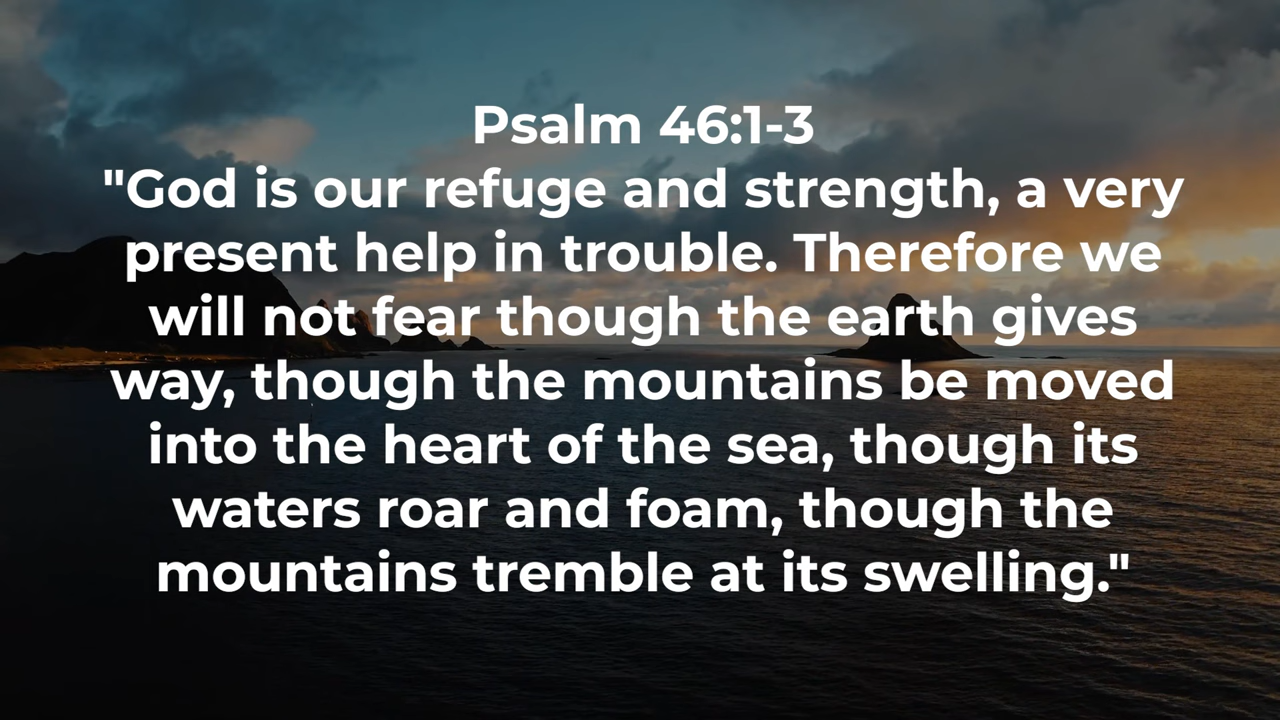 Psalm 46:1-3
"God is our refuge and strength, a very
present help in trouble. Therefore we
will not fear though the earth gives
way, though the mountains be moved
into the heart of the sea, though its
waters roar and foam, though the
mountains tremble at its swelling."